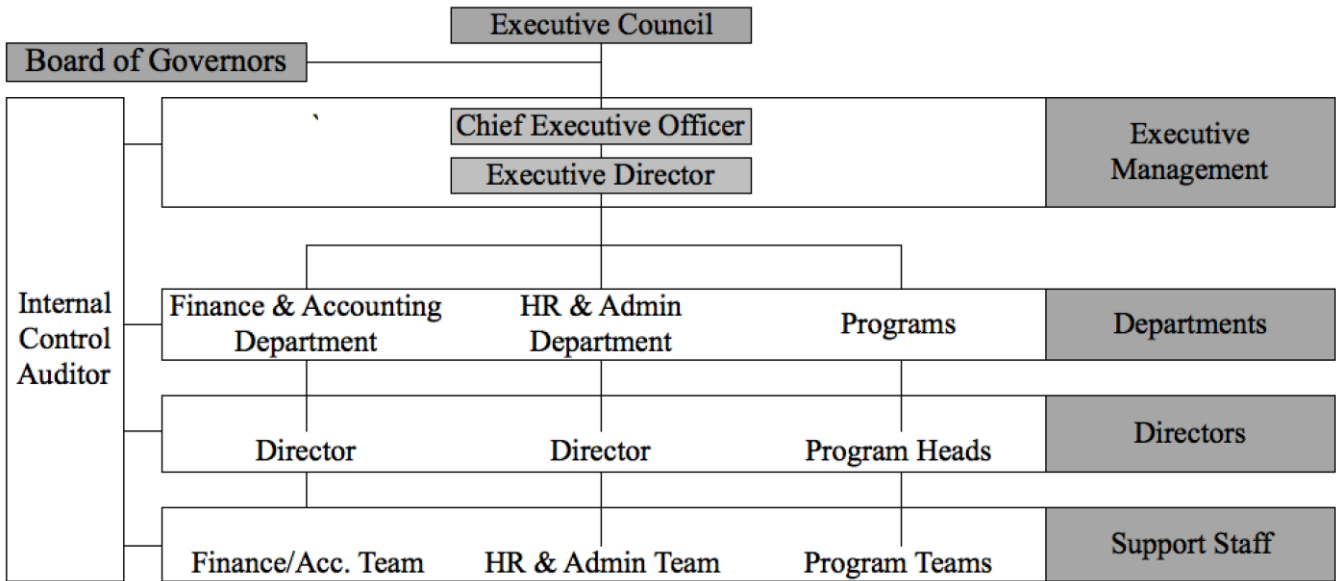 Executive Council
Board of Governors
`
Chief Executive Officer
Executive Director
Executive
Management
Internal
Control
Auditor
Finance & Accounting
Department
HR & Admin
Department
Programs
Departments
Director
Director
Program Heads
Directors
Finance/Acc. Team
HR & Admin Team
Program Teams
Support Staff